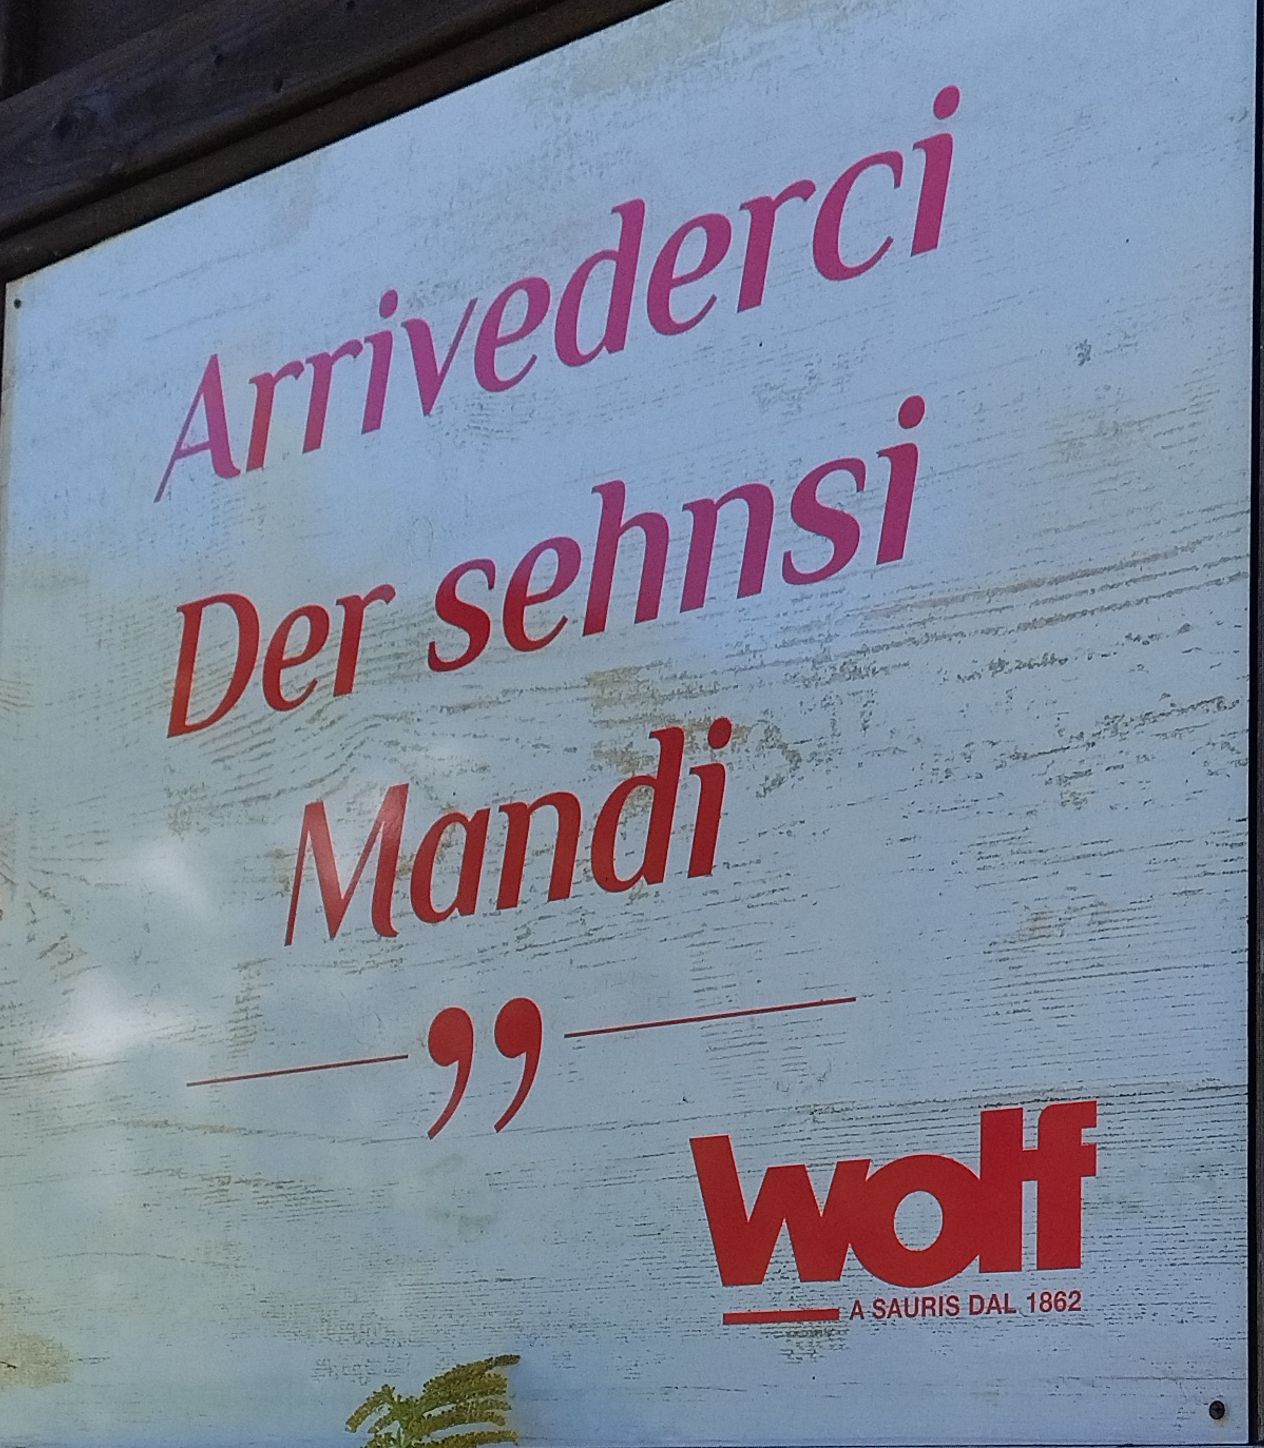 Arrivederci
Der sehnsi
Mandi
”
wolf
A SAURIS DAL 1862